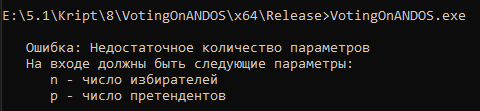 E:\5.1\Kript\8\VotingOnANDOS\x64\Release>VotingOnANDOS.exe
Ошибка: Недостаточное количество параметров
На входе должны быть следующие параметры:
n - число избирателей
p - число претендентов